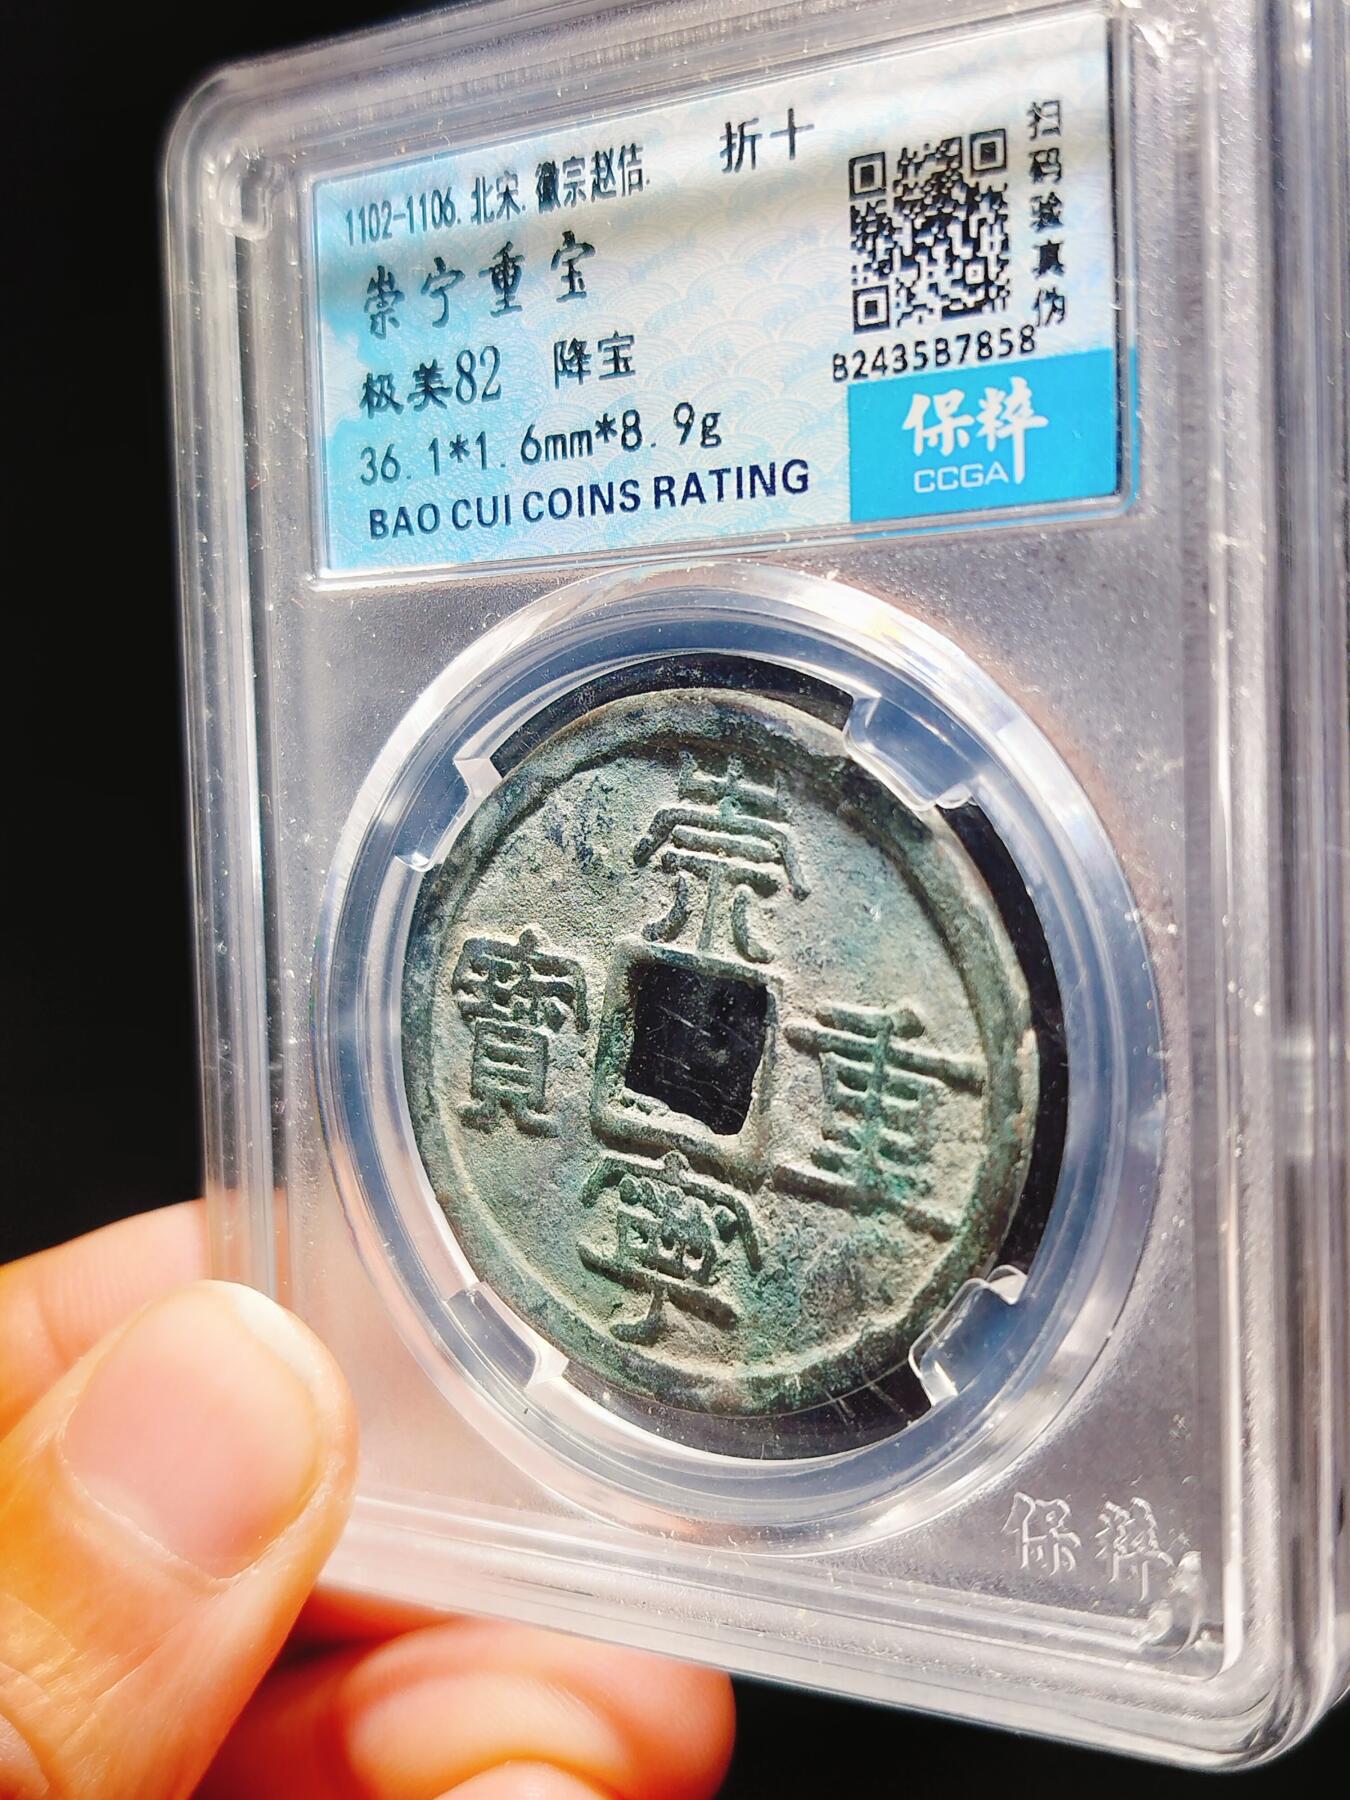 1102-1106. 北宋. 徽宗赵佶.
折十
崇宁重宝
极美82 降宝
36.1*1.6mm*8.9g
BAO CUI COINS RATING
扫码验真伪
B2435B7858
保粹
CCGA
崇
重
寧
寳
保粹